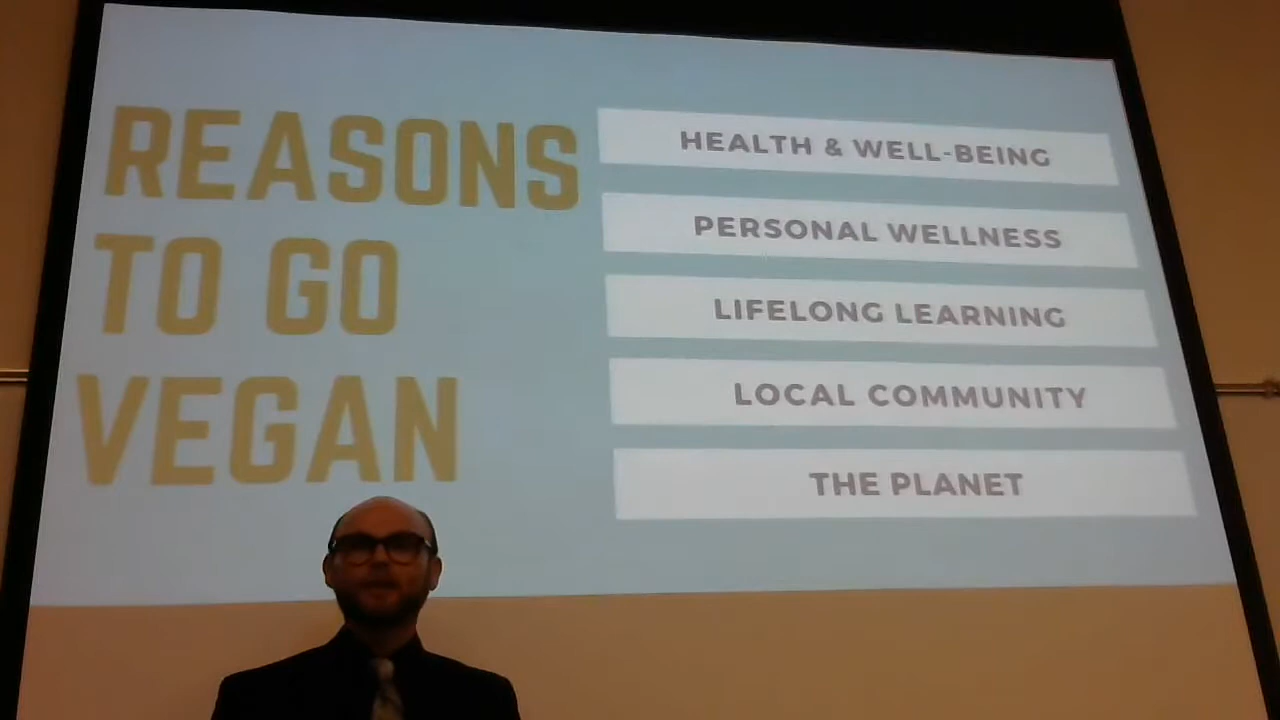 REASONS
TO GO
VEGAN
HEALTH & WELL-BEING
PERSONAL WELLNESS
LIFELONG LEARNING
LOCAL COMMUNITY
THE PLANET